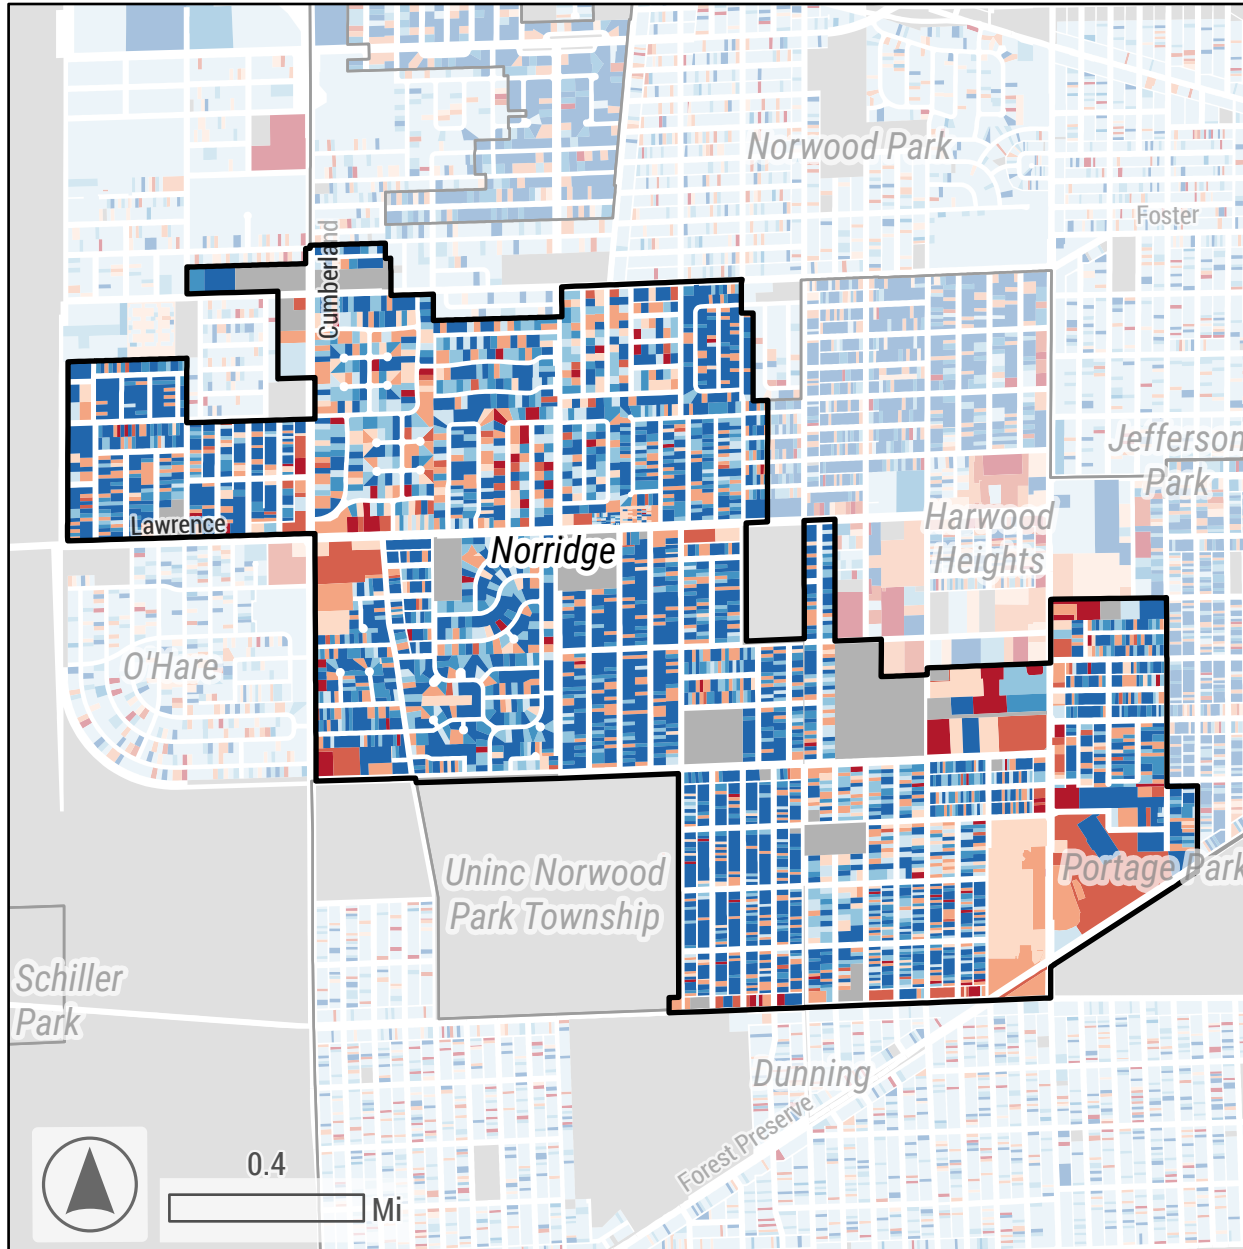 Norwood Park
Foster
Cumberland
Jefferson
Park
Lawrence
Norridge
Harwood
Heights
O'Hare
Uninc Norwood
Park Township
Portage Park
Schiller
Park
Dunning
Forest Preserve
0.4
Mi